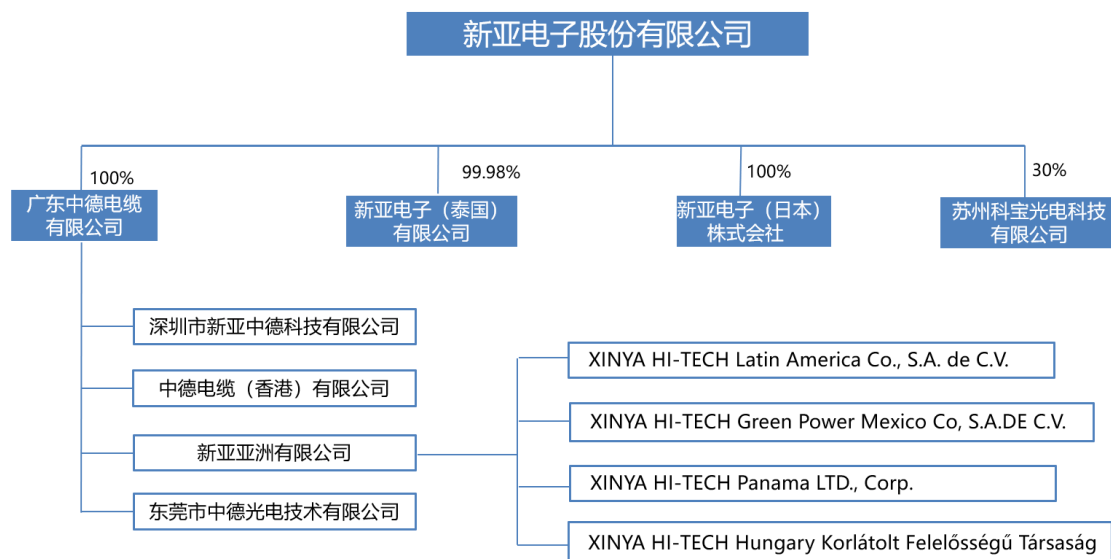 新亚电子股份有限公司
100%
99.98%
100%
30%
广东中德电缆
有限公司
新亚电子（泰国）
有限公司
新亚电子（日本）
株式会社
苏州科宝光电科技
有限公司
深圳市新亚中德科技有限公司
中德电缆（香港）有限公司
新亚亚洲有限公司
东莞市中德光电技术有限公司
XINYA HI-TECH Latin America Co., S.A. de C.V.
XINYA HI-TECH Green Power Mexico Co, S.A.DE C.V.
XINYA HI-TECH Panama LTD., Corp.
XINYA HI-TECH Hungary Korlátolt Felelősségű Társaság